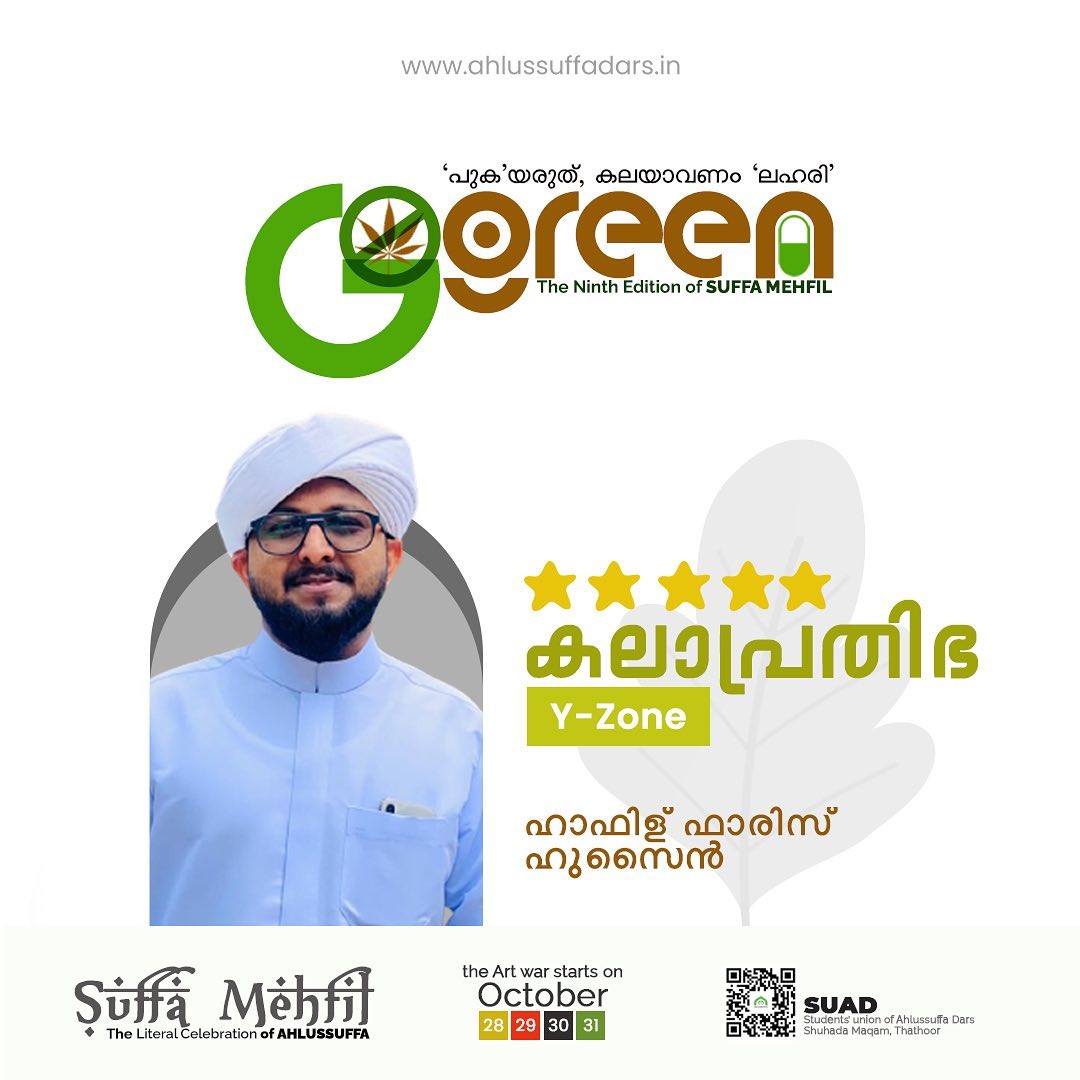 www.ahlussuffadars.in
‘പുക’യരുത്, കലയാവണം ‘ലഹരി’
Go green
The Ninth Edition of SUFFA MEHFIL
കലാപ്രതിഭ
Y-Zone
ഹാഫിള് ഫാരിസ്
ഹുസൈൻ
Suffa Mehfil
The Literal Celebration of AHLUSSUFFA
the Art war starts on
October
28 29 30 31
SUAD
Students' union of Ahlussuffa Dars
Shuhada Maqam, Thathoor